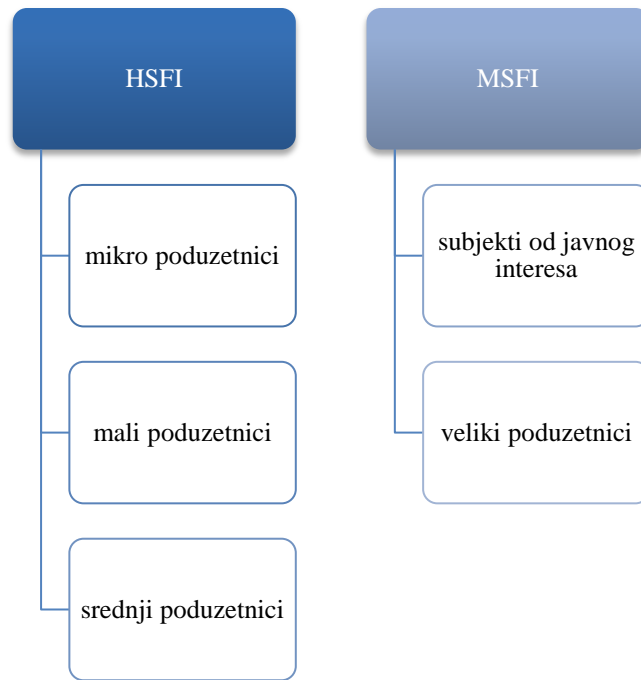 HSFI
mikro poduzetnici
mali poduzetnici
srednji poduzetnici
MSFI
subjekti od javnog
interesa
veliki poduzetnici